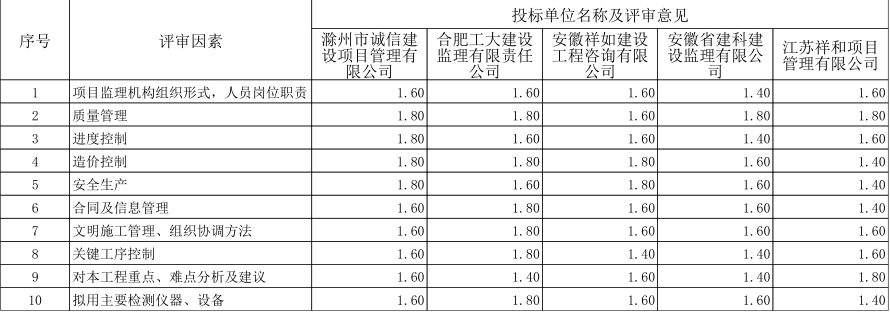 序号 评审因素 投标单位名称及评审意见
滁州市诚信建设项目管理有限公司 合肥工大建设监理有限责任公司 安徽祥如建设工程咨询有限公司 安徽省建科建设监理有限公司 江苏祥和项目管理有限公司
1 项目监理机构组织形式，人员岗位职责 1.60 1.60 1.60 1.40 1.60
2 质量管理 1.80 1.80 1.60 1.80 1.80
3 进度控制 1.80 1.60 1.60 1.40 1.60
4 造价控制 1.80 1.80 1.80 1.60 1.40
5 安全生产 1.80 1.60 1.80 1.60 1.40
6 合同及信息管理 1.60 1.80 1.60 1.60 1.40
7 文明施工管理、组织协调方法 1.60 1.80 1.60 1.60 1.60
8 关键工序控制 1.60 1.80 1.40 1.40 1.60
9 对本工程重点、难点分析及建议 1.60 1.40 1.60 1.60 1.80
10 拟用主要检测仪器、设备 1.60 1.80 1.60 1.60 1.40